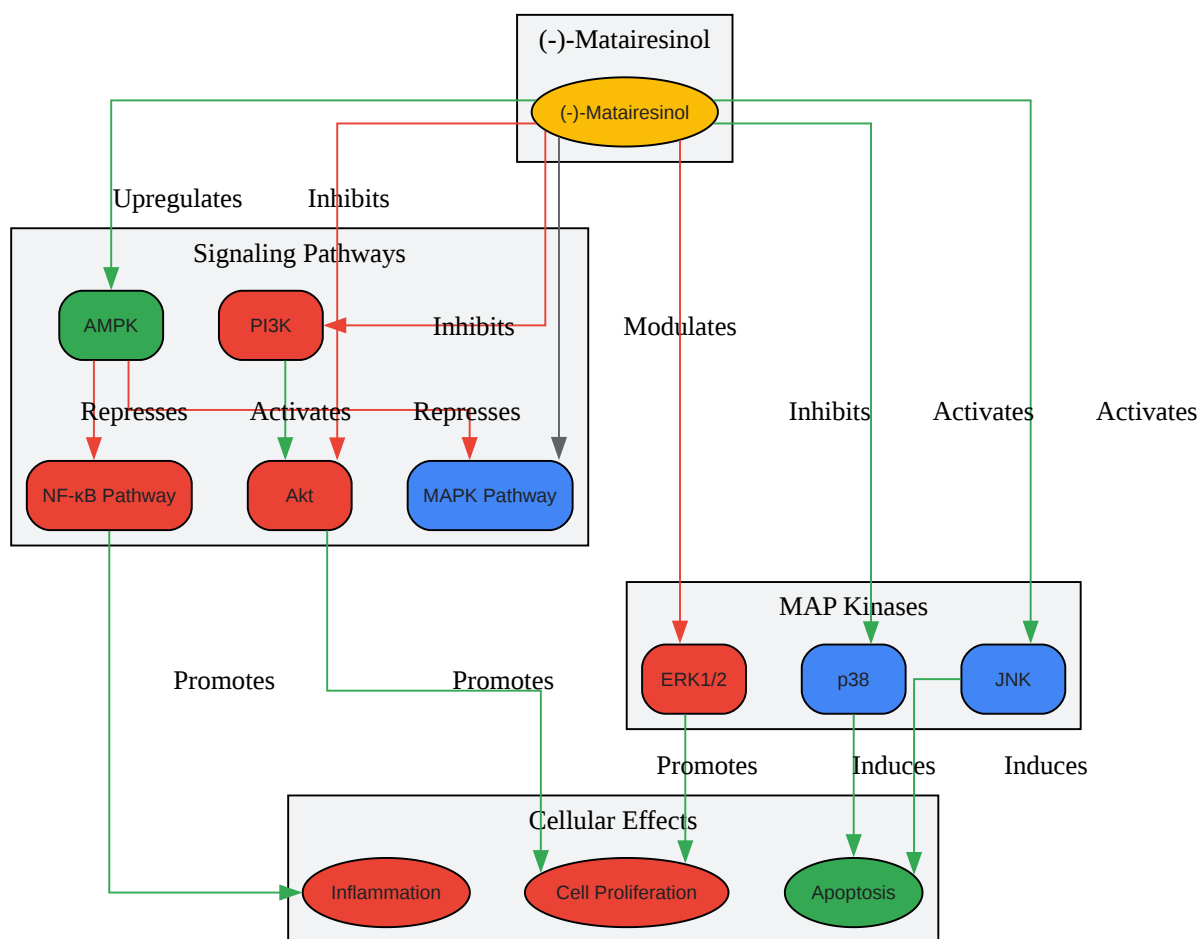 (-)-Matairesinol
(-)-Matairesinol
Upregulates
Inhibits
Signaling Pathways
AMPK
PI3K
Inhibits
Modulates
Represses
Activates
Represses
Inhibits
Activates
Activates
NF-κB Pathway
Akt
MAPK Pathway
MAP Kinases
ERK1/2
p38
JNK
Promotes
Promotes
Promotes
Induces
Induces
Cellular Effects
Inflammation
Cell Proliferation
Apoptosis